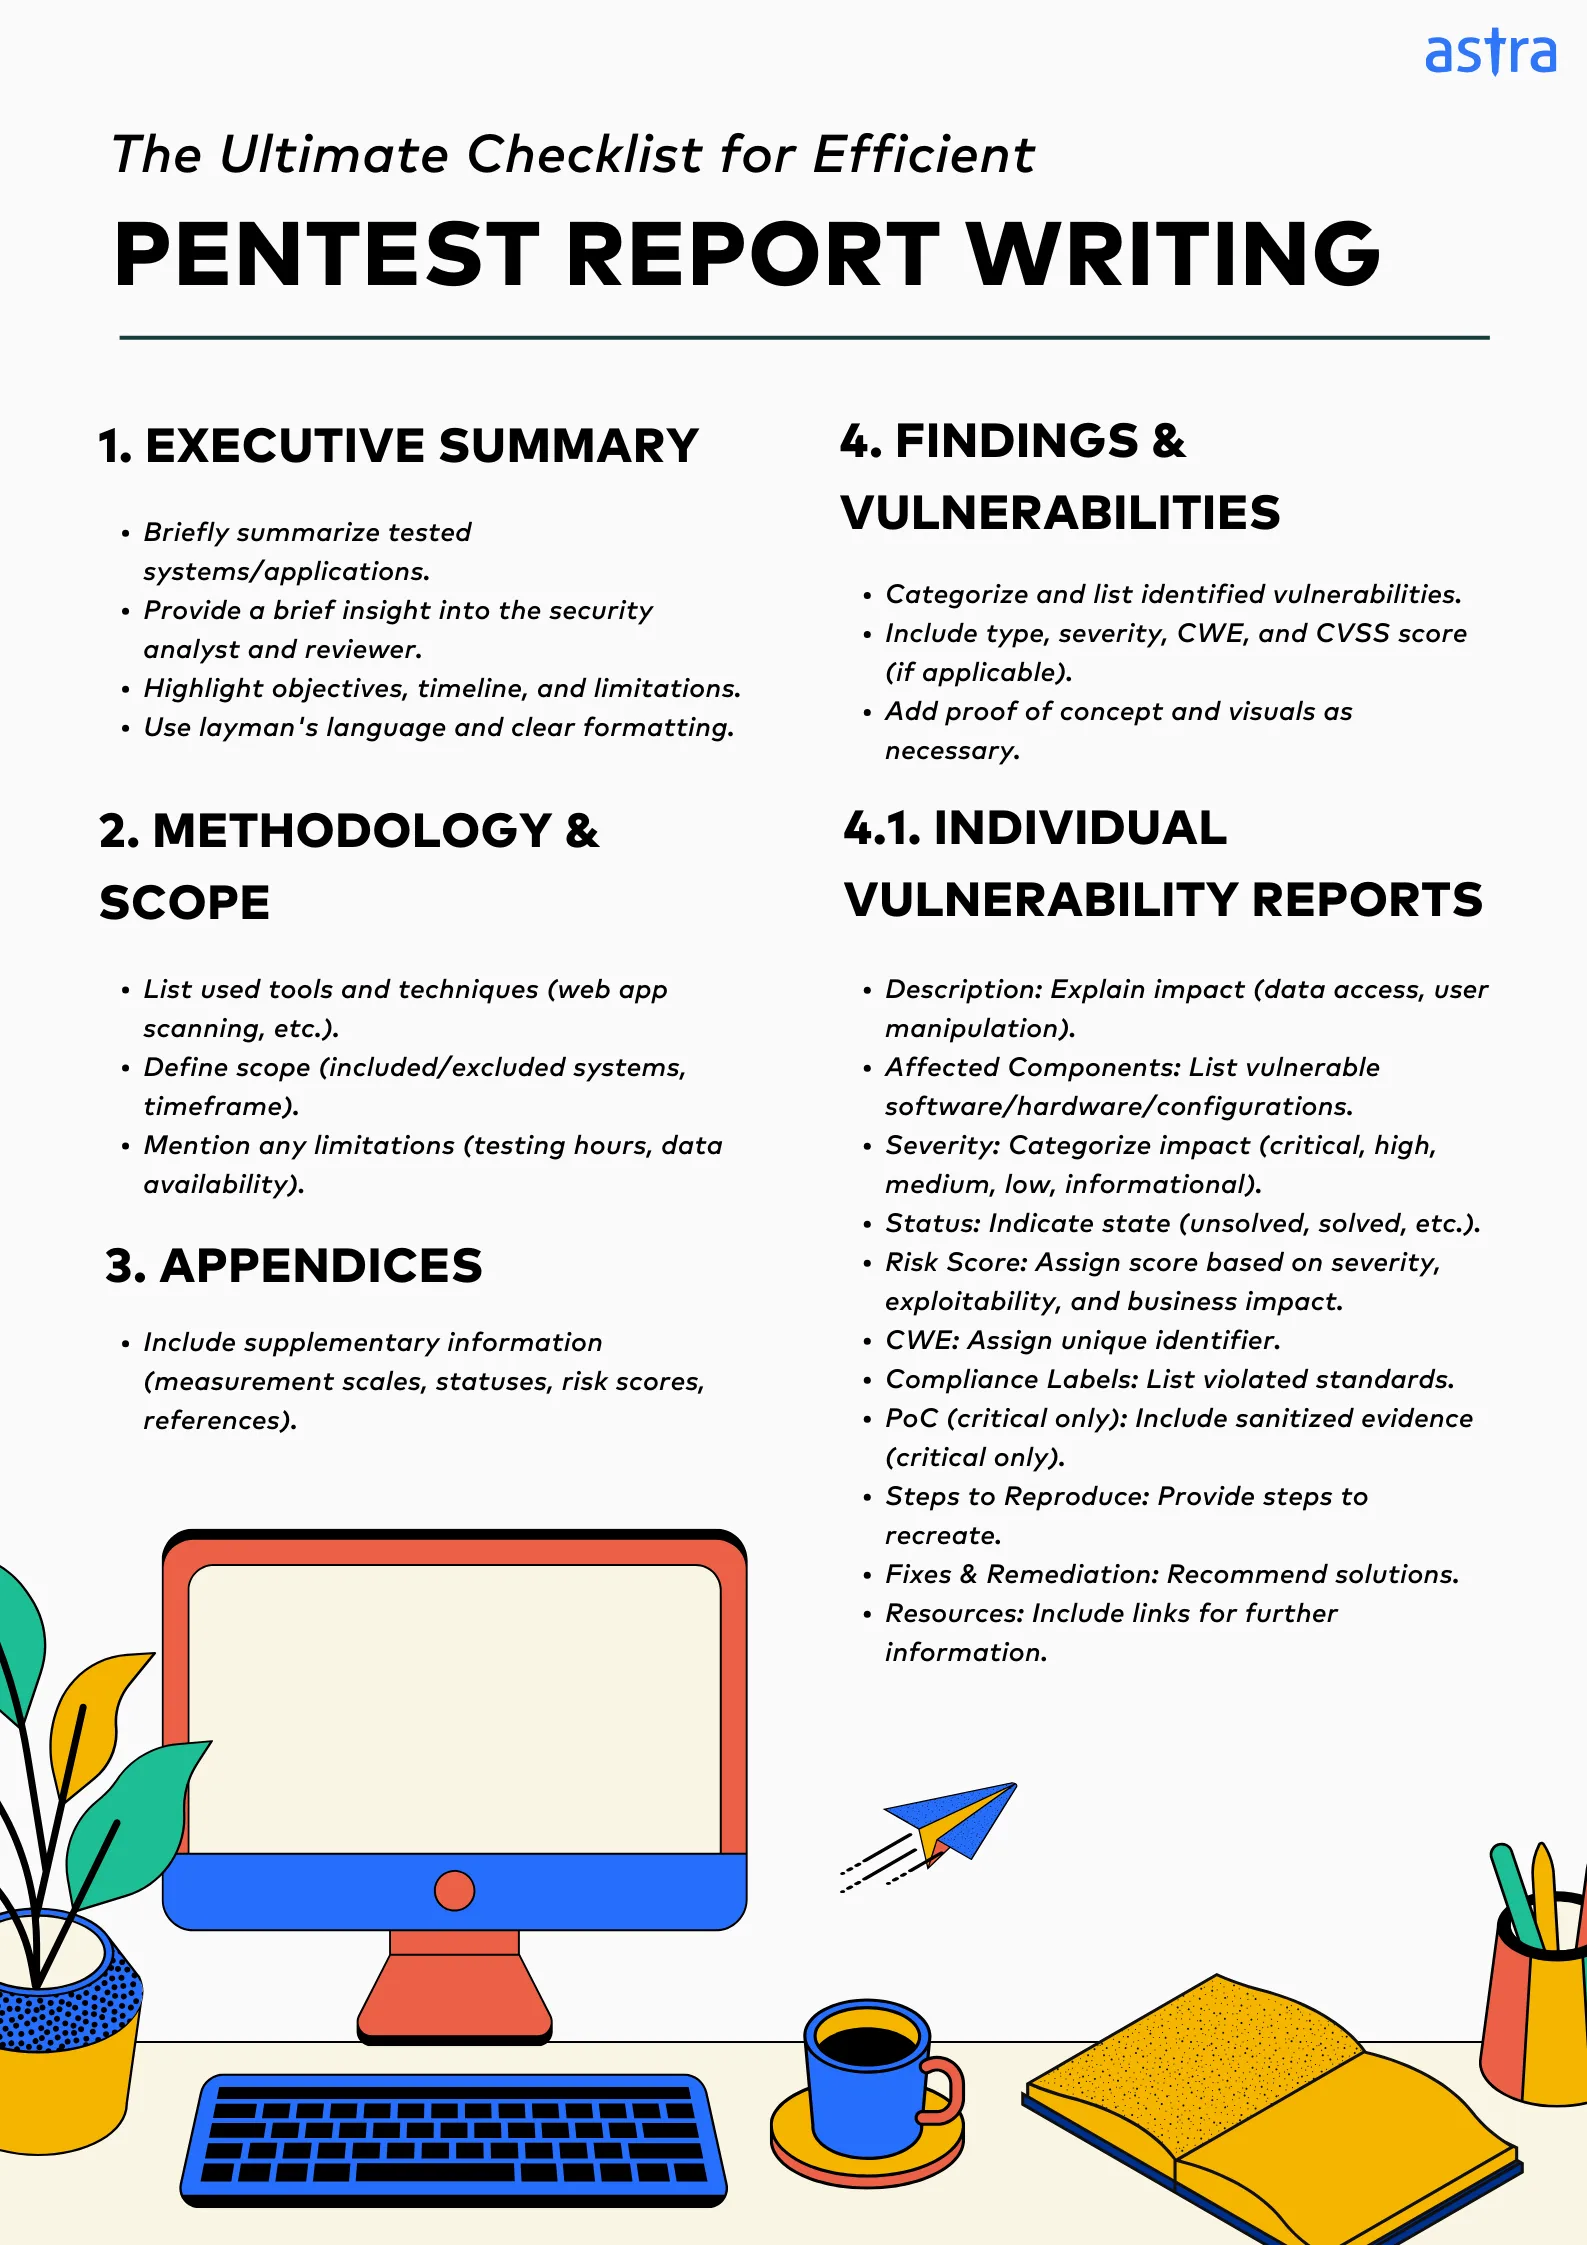 astra
The Ultimate Checklist for Efficient
PENTEST REPORT WRITING
1. EXECUTIVE SUMMARY
• Briefly summarize tested
systems/applications.
• Provide a brief insight into the security
analyst and reviewer.
• Highlight objectives, timeline, and limitations.
• Use layman's language and clear formatting.
2. METHODOLOGY &
SCOPE
• List used tools and techniques (web app
scanning, etc.).
• Define scope (included/excluded systems,
timeframe).
• Mention any limitations (testing hours, data
availability).
3. APPENDICES
• Include supplementary information
(measurement scales, statuses, risk scores,
references).
4. FINDINGS &
VULNERABILITIES
• Categorize and list identified vulnerabilities.
• Include type, severity, CWE, and CVSS score
(if applicable).
• Add proof of concept and visuals as
necessary.
4.1. INDIVIDUAL
VULNERABILITY REPORTS
• Description: Explain impact (data access, user
manipulation).
• Affected Components: List vulnerable
software/hardware/configurations.
• Severity: Categorize impact (critical, high,
medium, low, informational).
• Status: Indicate state (unsolved, solved, etc.).
• Risk Score: Assign score based on severity,
exploitability, and business impact.
• CWE: Assign unique identifier.
• Compliance Labels: List violated standards.
• PoC (critical only): Include sanitized evidence
(critical only).
• Steps to Reproduce: Provide steps to
recreate.
• Fixes & Remediation: Recommend solutions.
• Resources: Include links for further
information.